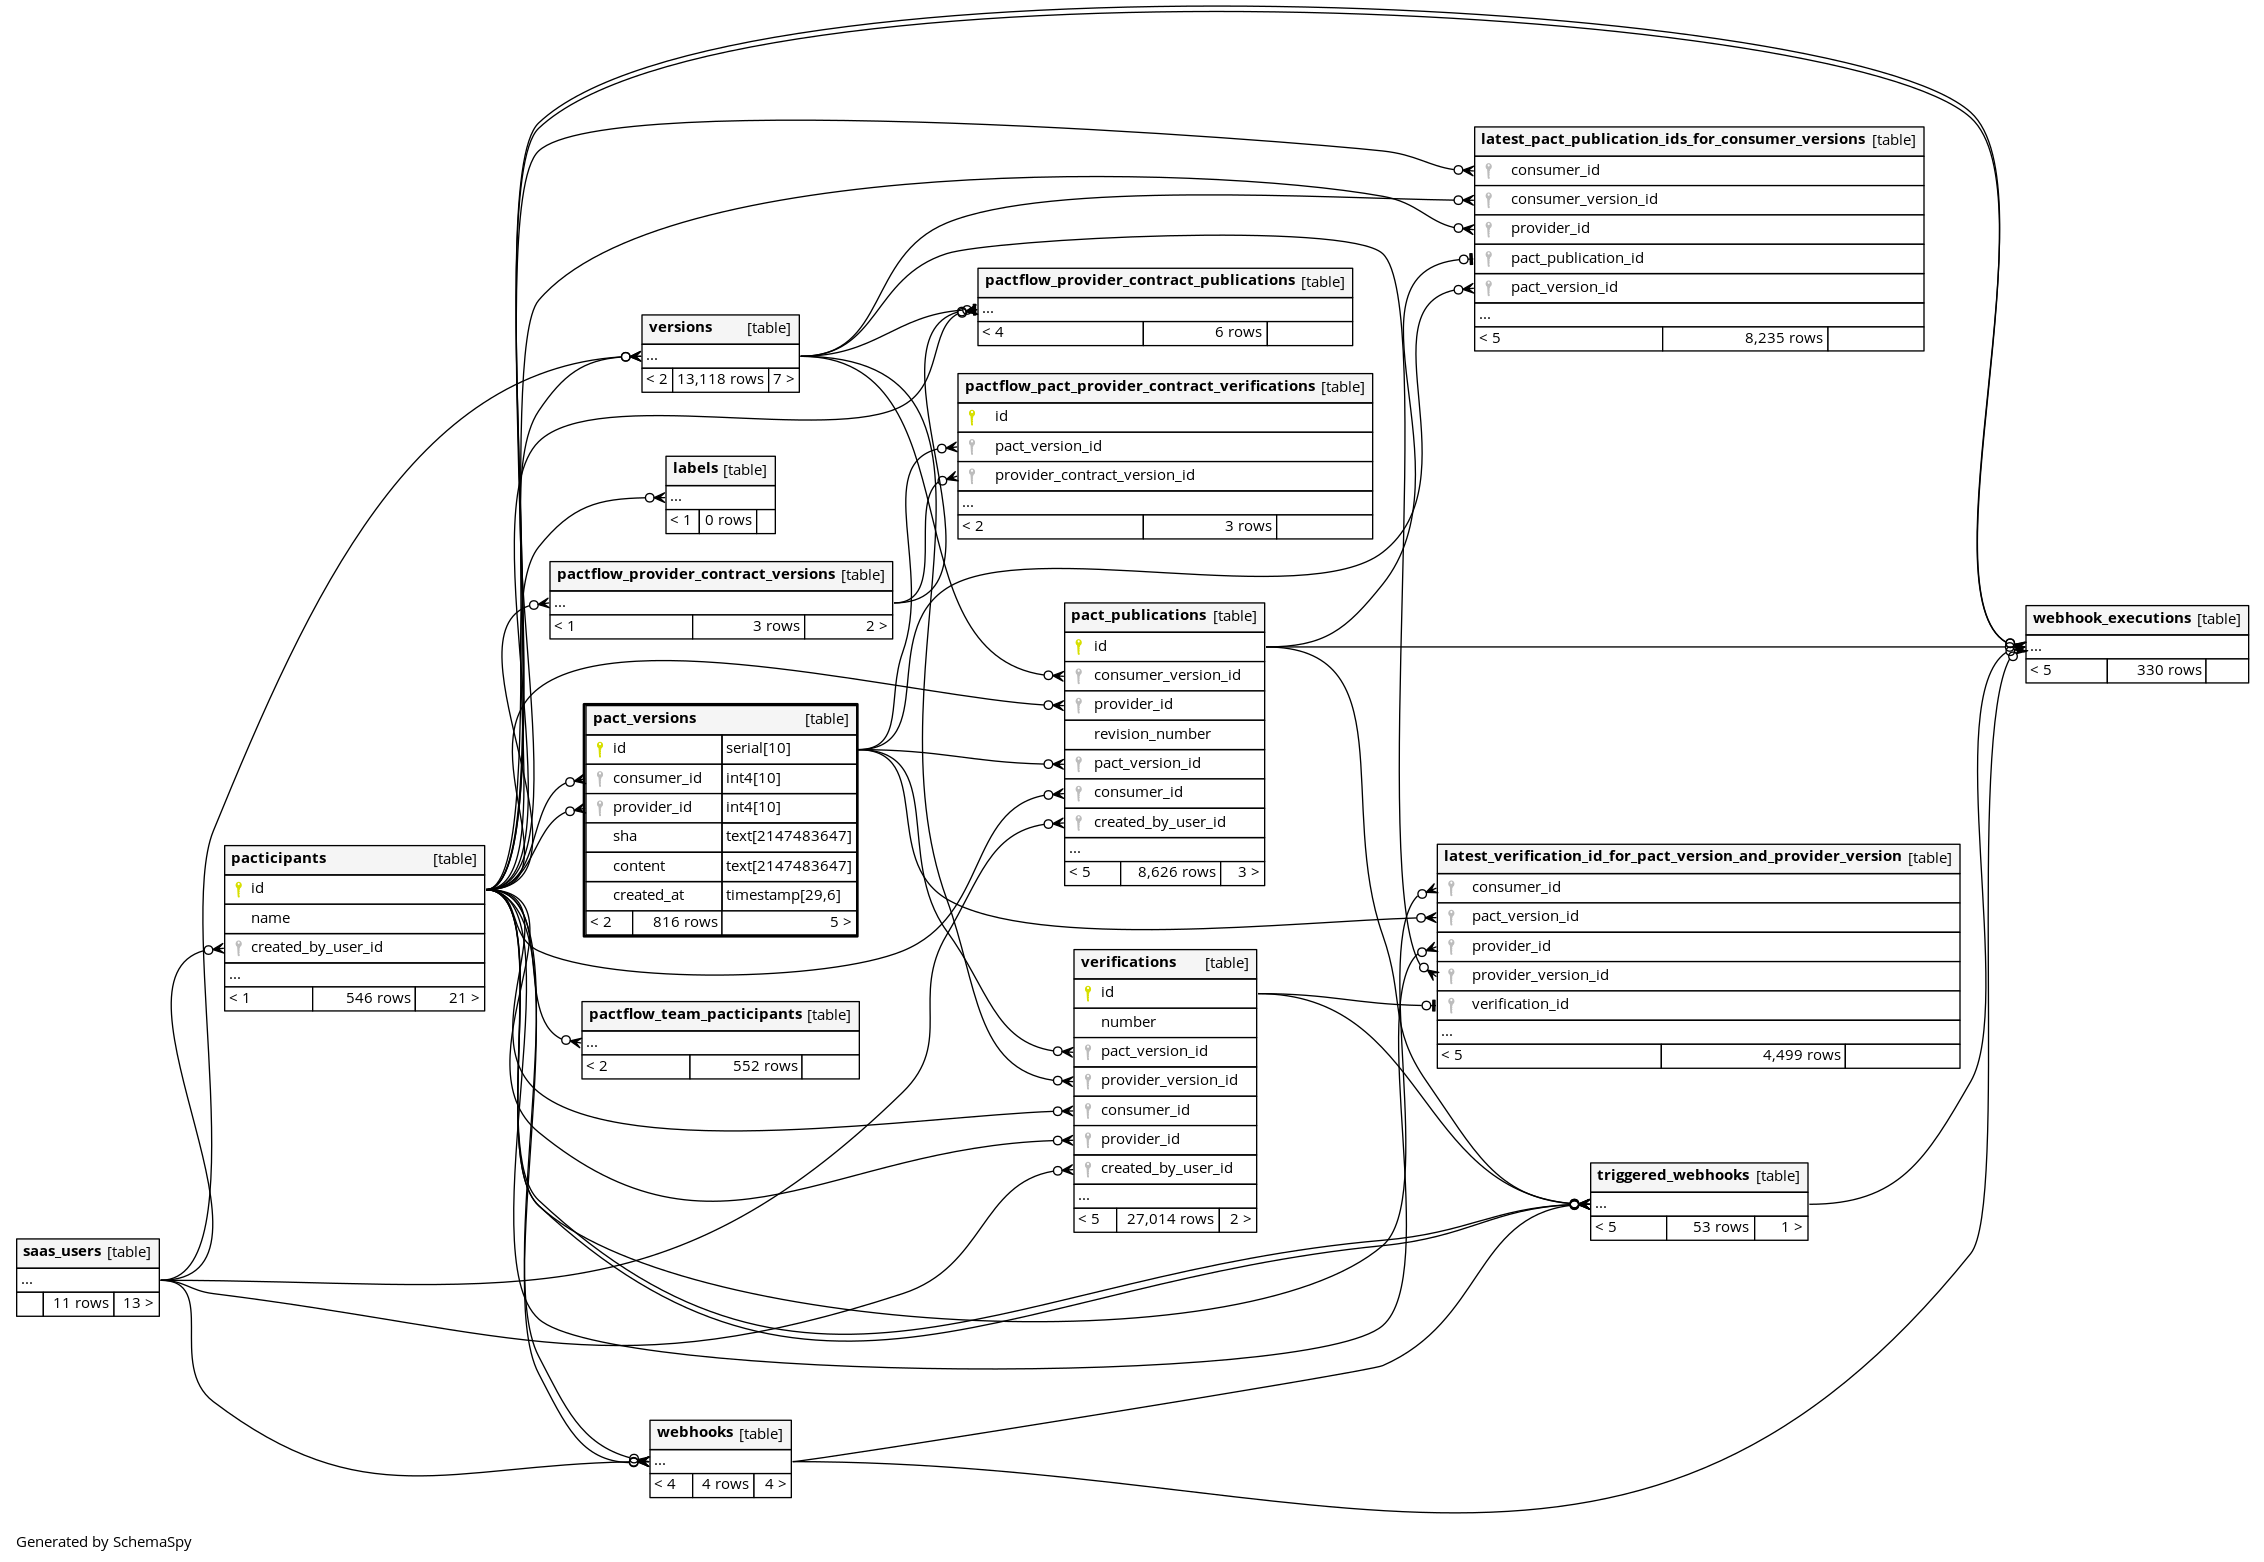 latest_pact_publication_ids_for_consumer_versions [table]
consumer_id
consumer_version_id
provider_id
pact_publication_id
pact_version_id
...
< 5 8,235 rows
pactflow_provider_contract_publications [table]
...
< 4 6 rows
versions [table]
...
< 2 13,118 rows 7 >
pactflow_pact_provider_contract_verifications [table]
id
pact_version_id
provider_contract_version_id
...
< 2 3 rows
labels [table]
...
< 1 0 rows
pactflow_provider_contract_versions [table]
...
< 1 3 rows 2 >
pact_publications [table]
id
consumer_version_id
provider_id
revision_number
pact_version_id
consumer_id
created_by_user_id
...
< 5 8,626 rows 3 >
webhook_executions [table]
...
< 5 330 rows
pact_versions [table]
id serial[10]
consumer_id int4[10]
provider_id int4[10]
sha text[2147483647]
content text[2147483647]
created_at timestamp[29,6]
< 2 816 rows 5 >
pacticipants [table]
id
name
created_by_user_id
...
< 1 546 rows 21 >
latest_verification_id_for_pact_version_and_provider_version [table]
consumer_id
pact_version_id
provider_id
provider_version_id
verification_id
...
< 5 4,499 rows
verifications [table]
id
number
pact_version_id
provider_version_id
consumer_id
provider_id
created_by_user_id
...
< 5 27,014 rows 2 >
pactflow_team_pacticipants [table]
...
< 2 552 rows
triggered_webhooks [table]
...
< 5 53 rows 1 >
saas_users [table]
...
11 rows 13 >
webhooks [table]
...
< 4 4 rows 4 >
Generated by SchemaSpy